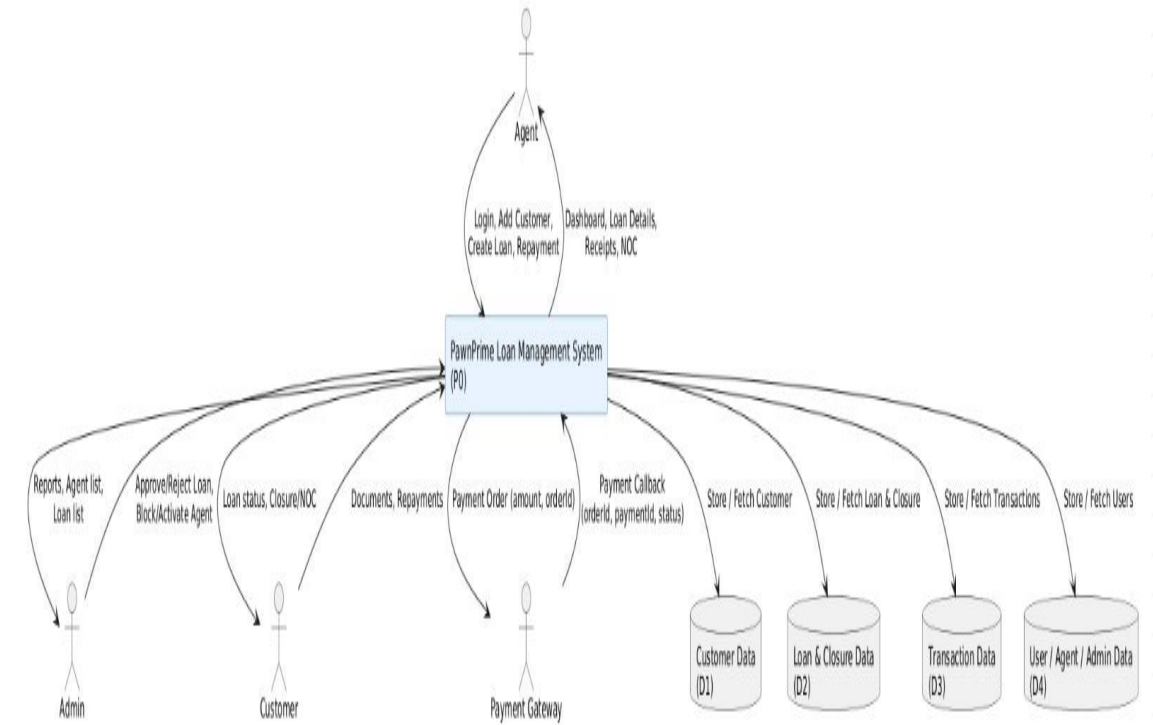 Agent
Login, Add Customer,
Create Loan, Repayment
Dashboard, Loan Details,
Receipts, NOC
PawnPrime Loan Management System
(P0)
Reports, Agent list,
Loan list
Approve/Reject Loan,
Block/Activate Agent
Loan status, Closure/NOC
Documents, Repayments
Payment Order (amount, orderId)
Payment Callback
(orderId, paymentId, status)
Store / Fetch Customer
Store / Fetch Loan & Closure
Store / Fetch Transactions
Store / Fetch Users
Admin
Customer
Payment Gateway
Customer Data
(D1)
Loan & Closure Data
(D2)
Transaction Data
(D3)
User / Agent / Admin Data
(D4)